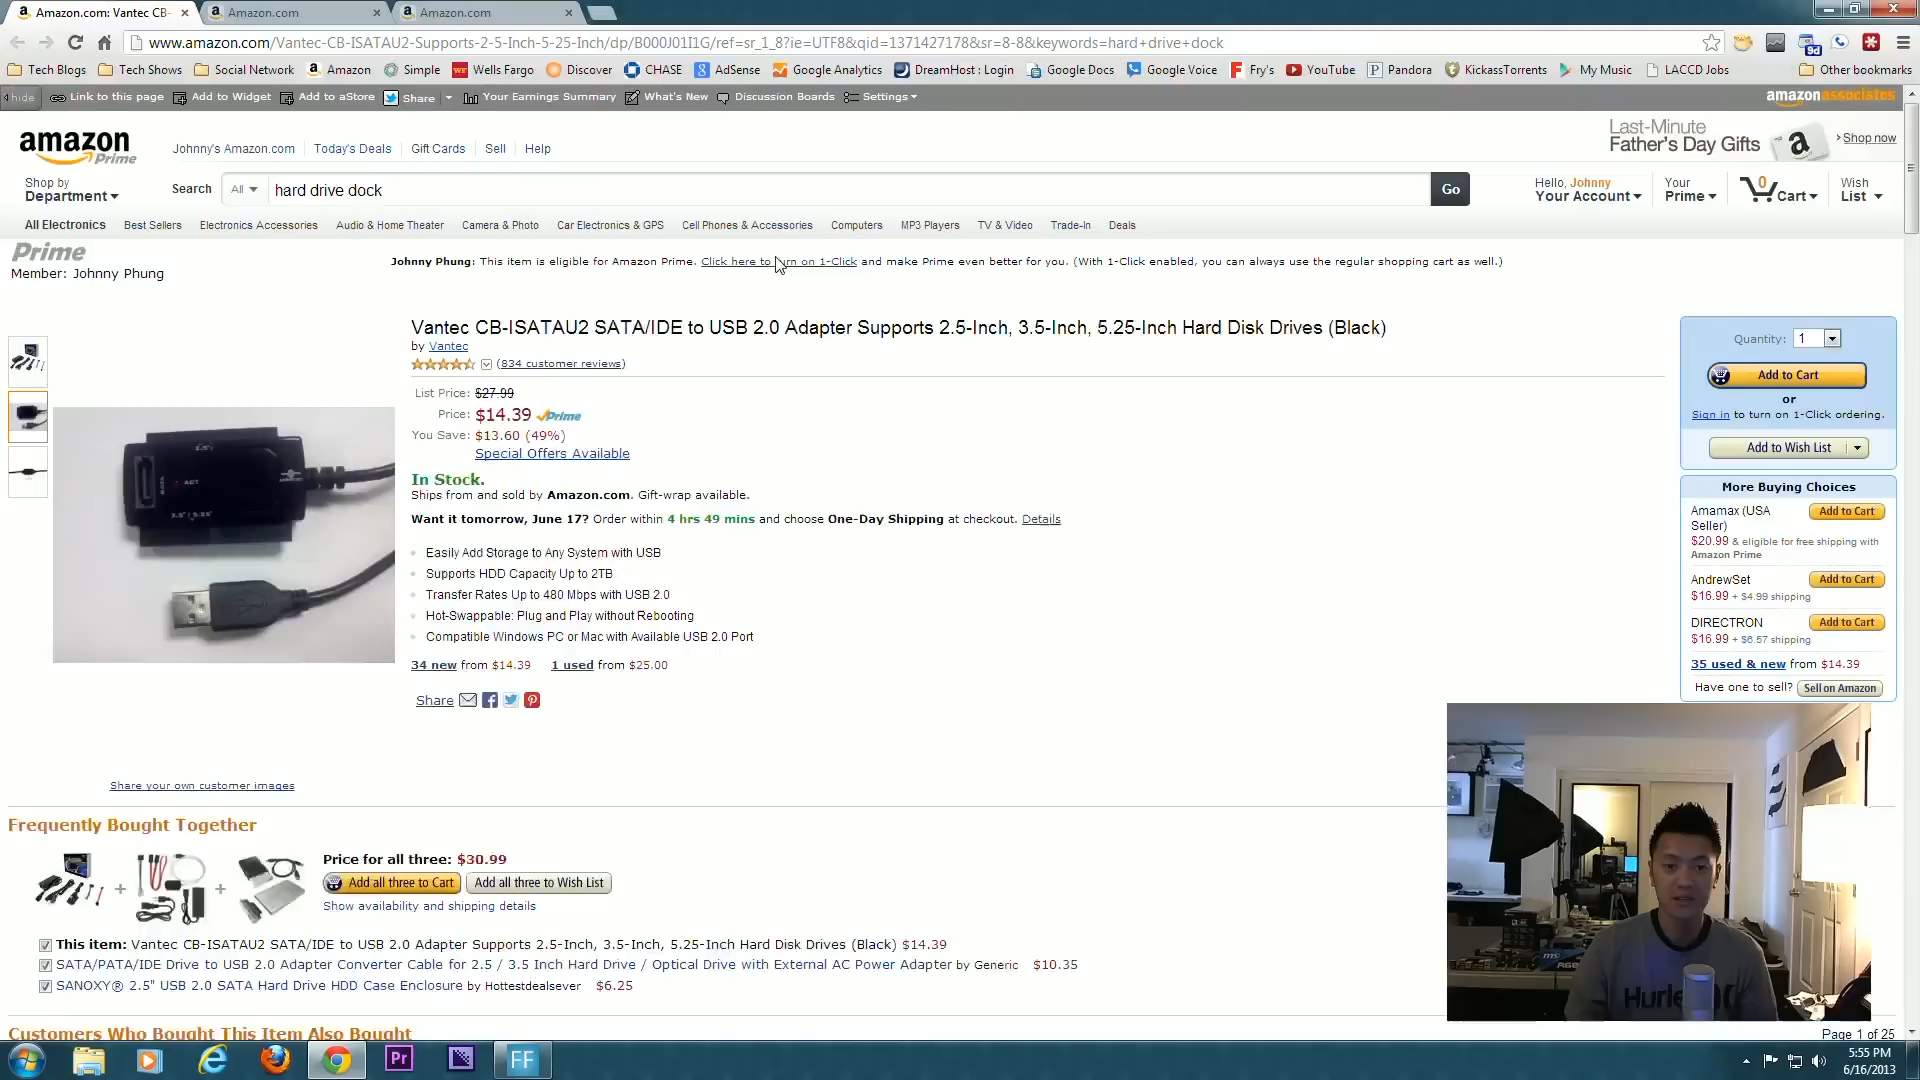 Amazon.com: Vantec CB-
Amazon.com
Amazon.com
www.amazon.com/Vantec-CB-ISATAU2-Supports-2-5-Inch-5-25-Inch/dp/B000J01I1G/ref=sr_1_8?ie=UTF8&qid=1371427178&sr=8-8&keywords=hard+drive+dock
9d
Tech Blogs Tech Shows Social Network Amazon Simple Wells Fargo Discover CHASE AdSense Google Analytics DreamHost : Login Google Docs Google Voice Fry's YouTube Pandora KickassTorrents My Music LACCD Jobs Other bookmarks
hide Link to this page Add to Widget Add to aStore Share Your Earnings Summary What's New Discussion Boards Settings amazonassociates
amazon Prime
Johnny's Amazon.com Today's Deals Gift Cards Sell Help
Last-Minute
Father's Day Gifts
Shop now
Shop by
Department
Search All hard drive dock Go
Hello, Johnny
Your Account
Your
Prime
0
Cart
Wish
List
All Electronics Best Sellers Electronics Accessories Audio & Home Theater Camera & Photo Car Electronics & GPS Cell Phones & Accessories Computers MP3 Players TV & Video Trade-In Deals
Prime
Member: Johnny Phung
Johnny Phung: This item is eligible for Amazon Prime. Click here to turn on 1-Click and make Prime even better for you. (With 1-Click enabled, you can always use the regular shopping cart as well.)
Vantec CB-ISATAU2 SATA/IDE to USB 2.0 Adapter Supports 2.5-Inch, 3.5-Inch, 5.25-Inch Hard Disk Drives (Black)
by Vantec
(834 customer reviews)
List Price: $27.99
Price: $14.39 Prime
You Save: $13.60 (49%)
Special Offers Available
In Stock.
Ships from and sold by Amazon.com. Gift-wrap available.
Want it tomorrow, June 17? Order within 4 hrs 49 mins and choose One-Day Shipping at checkout. Details
Easily Add Storage to Any System with USB
Supports HDD Capacity Up to 2TB
Transfer Rates Up to 480 Mbps with USB 2.0
Hot-Swappable: Plug and Play without Rebooting
Compatible Windows PC or Mac with Available USB 2.0 Port
34 new from $14.39 1 used from $25.00
Share
Quantity: 1
Add to Cart
or
Sign in to turn on 1-Click ordering.
Add to Wish List
More Buying Choices
Amamax (USA
Seller)
Add to Cart
$20.99 & eligible for free shipping with
Amazon Prime
AndrewSet Add to Cart
$16.99 + $4.99 shipping
DIRECTRON Add to Cart
$16.99 + $6.57 shipping
35 used & new from $14.39
Have one to sell? Sell on Amazon
Share your own customer images
Frequently Bought Together
Price for all three: $30.99
Add all three to Cart Add all three to Wish List
Show availability and shipping details
This item: Vantec CB-ISATAU2 SATA/IDE to USB 2.0 Adapter Supports 2.5-Inch, 3.5-Inch, 5.25-Inch Hard Disk Drives (Black) $14.39
SATA/PATA/IDE Drive to USB 2.0 Adapter Converter Cable for 2.5 / 3.5 Inch Hard Drive / Optical Drive with External AC Power Adapter by Generic $10.35
SANOXY® 2.5" USB 2.0 SATA Hard Drive HDD Case Enclosure by Hottestdealsever $6.25
Customers Who Bought This Item Also Bought
Page 1 of 25
Pr FF
5:55 PM
6/16/2013